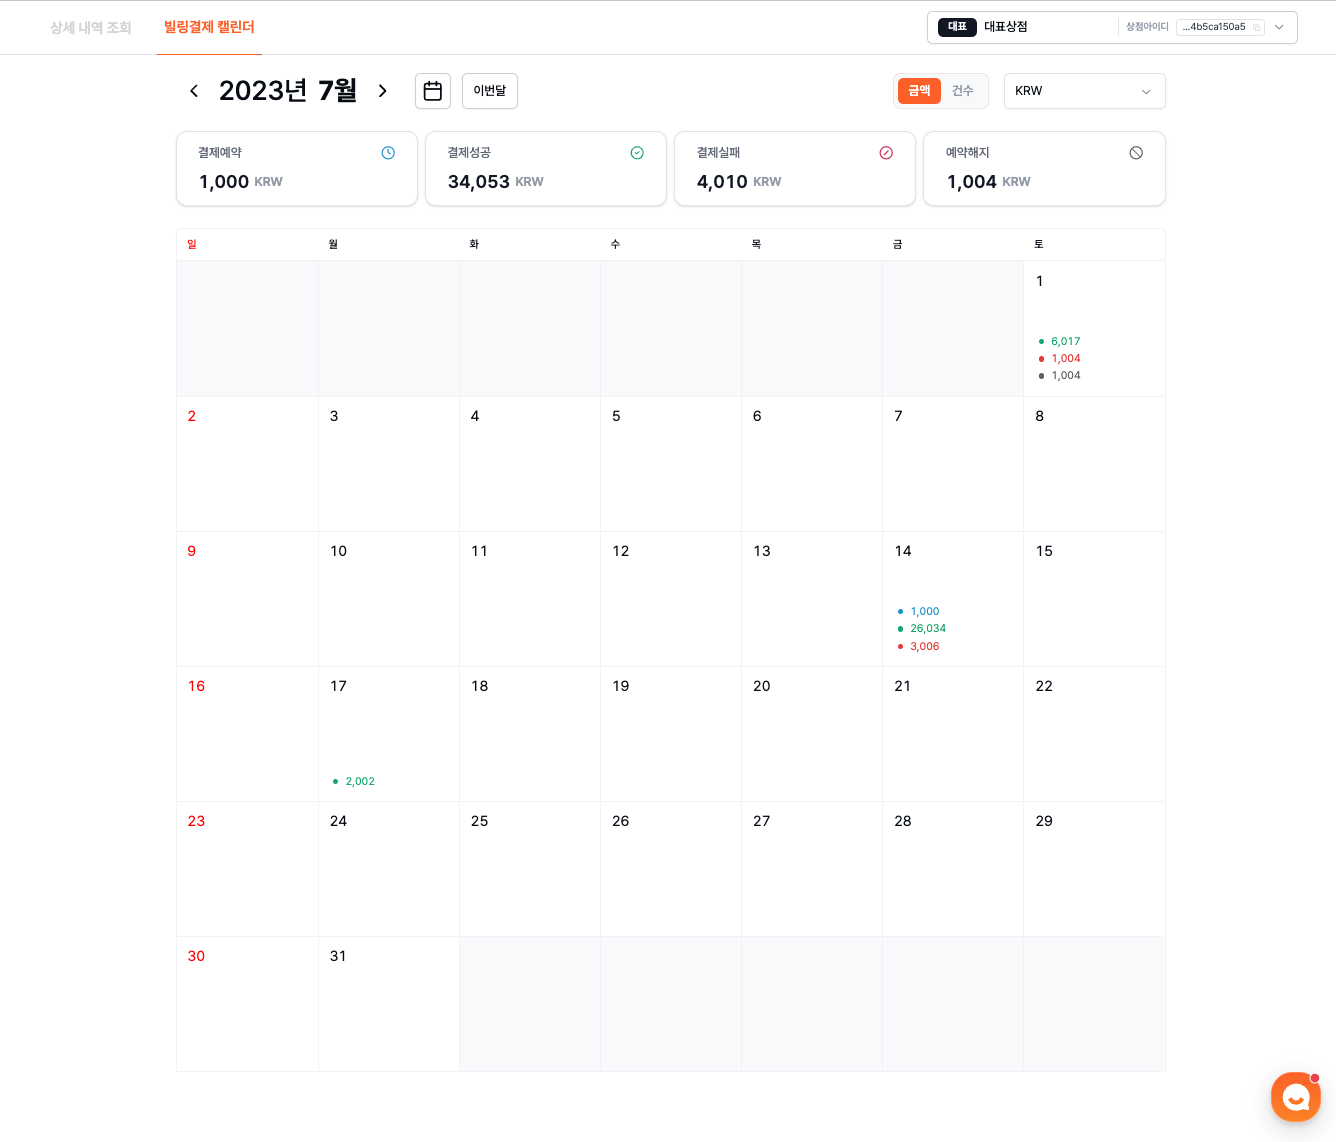 상세 내역 조회 빌링결제 캘린더 대표 대표상점 상점아이디 ...4b5ca150a5
2023년 7월 이번달 금액 건수 KRW
결제예약 결제성공 결제실패 예약해지
1,000 KRW 34,053 KRW 4,010 KRW 1,004 KRW
일 월 화 수 목 금 토
1
6,017
1,004
1,004
2 3 4 5 6 7 8
9 10 11 12 13 14 15
1,000
26,034
3,006
16 17 18 19 20 21 22
2,002
23 24 25 26 27 28 29
30 31